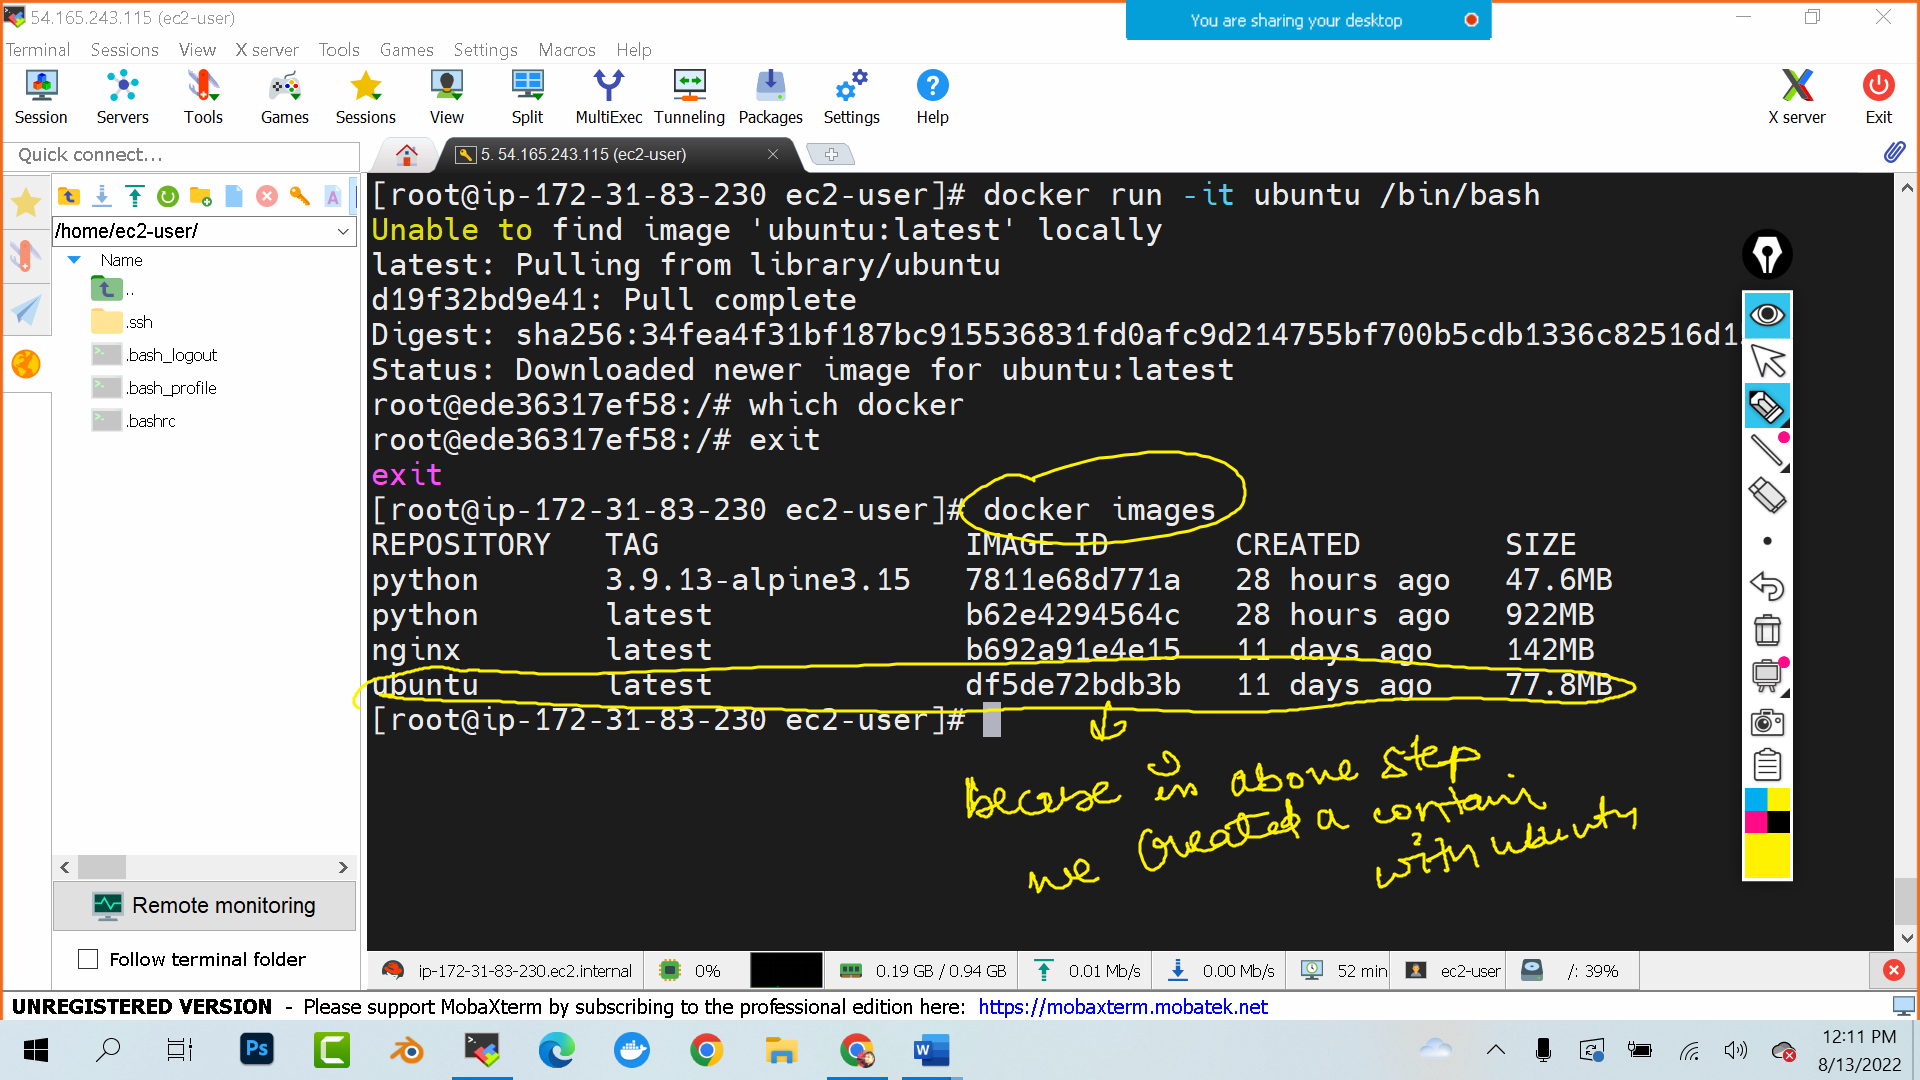 54.165.243.115 (ec2-user)
You are sharing your desktop
Terminal Sessions View X server Tools Games Settings Macros Help
Session Servers Tools Games Sessions View Split MultiExec Tunneling Packages Settings Help X server Exit
Quick connect...
5. 54.165.243.115 (ec2-user)
/home/ec2-user/
Name
..
.ssh
.bash_logout
.bash_profile
.bashrc
[root@ip-172-31-83-230 ec2-user]# docker run -it ubuntu /bin/bash
Unable to find image 'ubuntu:latest' locally
latest: Pulling from library/ubuntu
d19f32bd9e41: Pull complete
Digest: sha256:34fea4f31bf187bc915536831fd0afc9d214755bf700b5cdb1336c82516d1
Status: Downloaded newer image for ubuntu:latest
root@ede36317ef58:/# which docker
root@ede36317ef58:/# exit
exit
[root@ip-172-31-83-230 ec2-user]# docker images
REPOSITORY TAG IMAGE ID CREATED SIZE
python 3.9.13-alpine3.15 7811e68d771a 28 hours ago 47.6MB
python latest b62e4294564c 28 hours ago 922MB
nginx latest b692a91e4e15 11 days ago 142MB
ubuntu latest df5de72bdb3b 11 days ago 77.8MB
[root@ip-172-31-83-230 ec2-user]#
Because in above step
we created a contain
with ubuntu
Remote monitoring
Follow terminal folder
ip-172-31-83-230.ec2.internal 0% 0.19 GB / 0.94 GB 0.01 Mb/s 0.00 Mb/s 52 min ec2-user /: 39%
UNREGISTERED VERSION - Please support MobaXterm by subscribing to the professional edition here: https://mobaxterm.mobatek.net
Ps
W
12:11 PM
8/13/2022